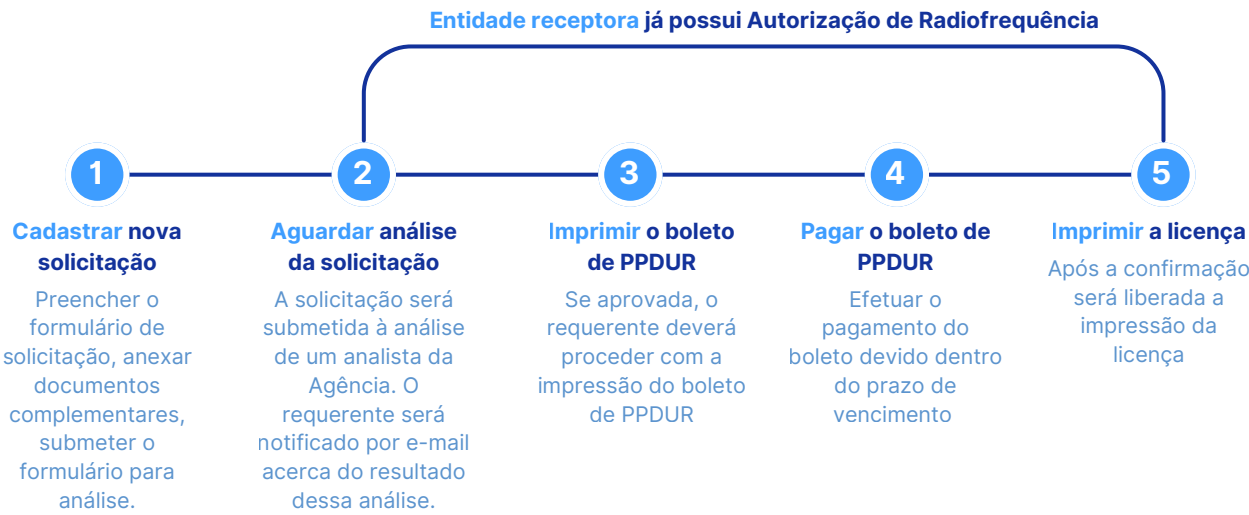 Entidade receptora já possui Autorização de Radiofrequência
1
Cadastrar nova
solicitação
Preencher o
formulário de
solicitação, anexar
documentos
complementares,
submeter o
formulário para
análise.
2
Aguardar análise
da solicitação
A solicitação será
submetida à análise
de um analista da
Agência. O
requerente será
notificado por e-mail
acerca do resultado
dessa análise.
3
Imprimir o boleto
de PPDUR
Se aprovada, o
requerente deverá
proceder com a
impressão do boleto
de PPDUR
4
Pagar o boleto de
PPDUR
Efetuar o
pagamento do
boleto devido dentro
do prazo de
vencimento
5
Imprimir a licença
Após a confirmação
será liberada a
impressão da
licença